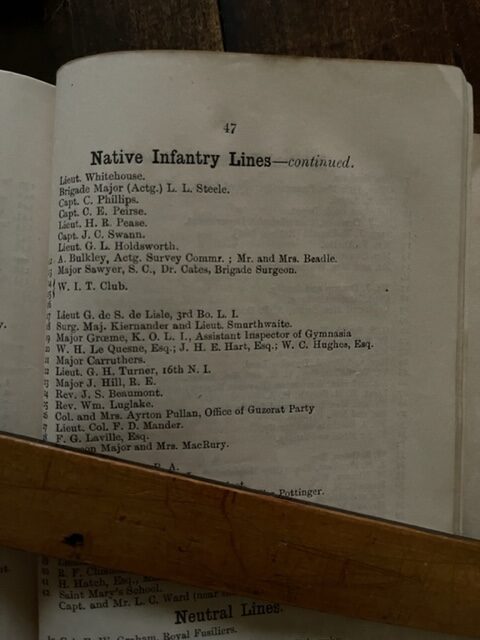 47
Native Infantry Lines—continued.
Lieut. Whitehouse.
Brigade Major (Actg.) L. L. Steele.
Capt. C. Phillips.
Capt. C. E. Peirse.
Lieut. H. R. Pease.
Capt. J. C. Swann.
Lieut. G. L. Holdsworth.
A. Bulkley, Actg. Survey Commr. ; Mr. and Mrs. Beadle.
Major Sawyer, S. C., Dr. Cates, Brigade Surgeon.
W. I. T. Club.
Lieut G. de S. de Lisle, 3rd Bo. L. I.
Surg. Maj. Kiernander and Lieut. Smurthwaite.
Major Grœme, K. O. L. I., Assistant Inspector of Gymnasia
W. H. Le Quesne, Esq.; J. H. E. Hart, Esq.; W. C. Hughes, Esq.
Major Carruthers.
Lieut. G. H. Turner, 16th N. I.
Major J. Hill, R. E.
Rev. J. S. Beaumont.
Rev. Wm. Luglake.
Col. and Mrs. Ayrton Pullan, Office of Guzerat Party
Lieut. Col. F. D. Mander.
F. G. Laville, Esq.
Major and Mrs. MacRury.
R. A.
Pottinger.
R. F.
H. Hatch, Esq.,
Saint Mary's School.
Capt. and Mr. L. C. Ward (near
Neutral Lines.
Graham, Royal Fusiliers.